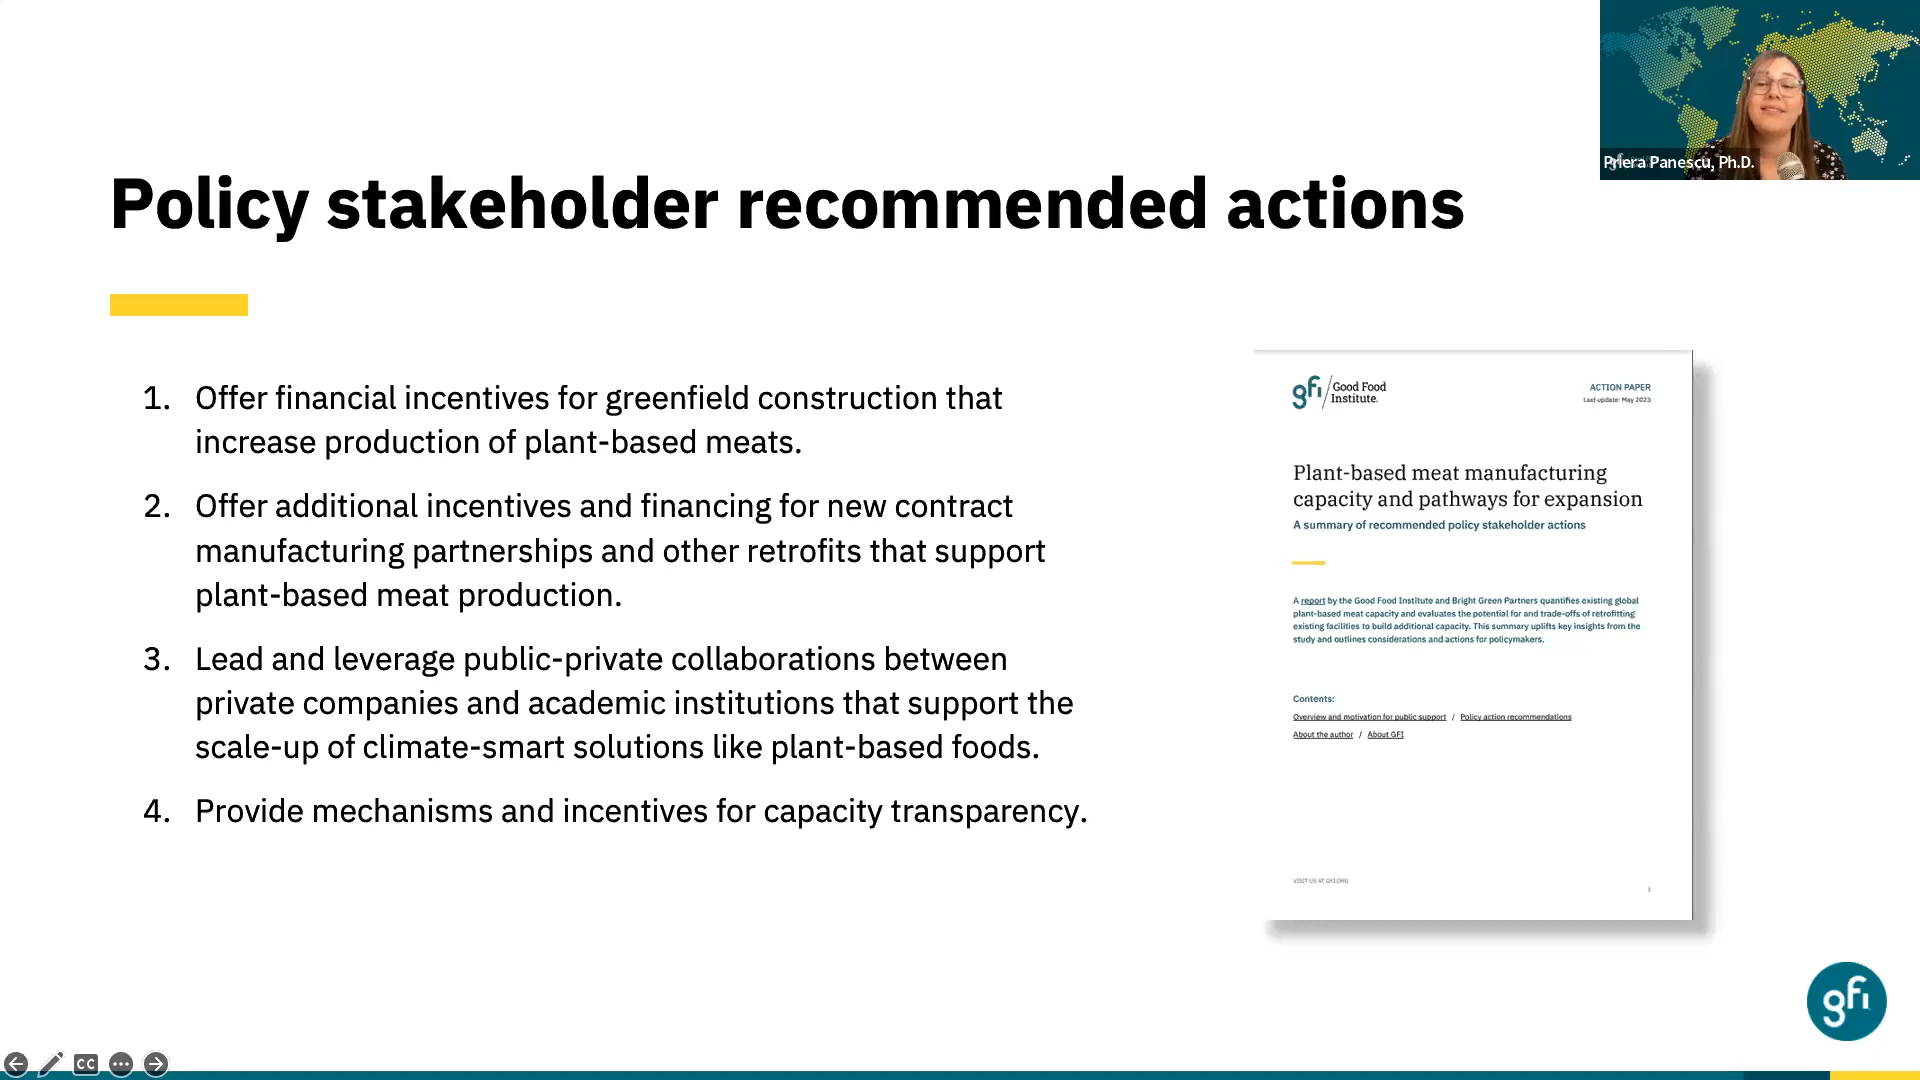 Priera Panescu, Ph.D.
Policy stakeholder recommended actions
1. Offer financial incentives for greenfield construction that
increase production of plant-based meats.
2. Offer additional incentives and financing for new contract
manufacturing partnerships and other retrofits that support
plant-based meat production.
3. Lead and leverage public-private collaborations between
private companies and academic institutions that support the
scale-up of climate-smart solutions like plant-based foods.
4. Provide mechanisms and incentives for capacity transparency.
gfi / Good Food
Institute.
ACTION PAPER
Last update: May 2023
Plant-based meat manufacturing
capacity and pathways for expansion
A summary of recommended policy stakeholder actions
A report by the Good Food Institute and Bright Green Partners quantifies existing global
plant-based meat capacity and evaluates the potential for and trade-offs of retrofitting
existing facilities to build additional capacity. This summary uplifts key insights from the
study and outlines considerations and actions for policymakers.
Contents:
Overview and motivation for public support / Policy action recommendations
About the author / About GFI
VISIT US AT GFI.ORG
1
gfi
CC